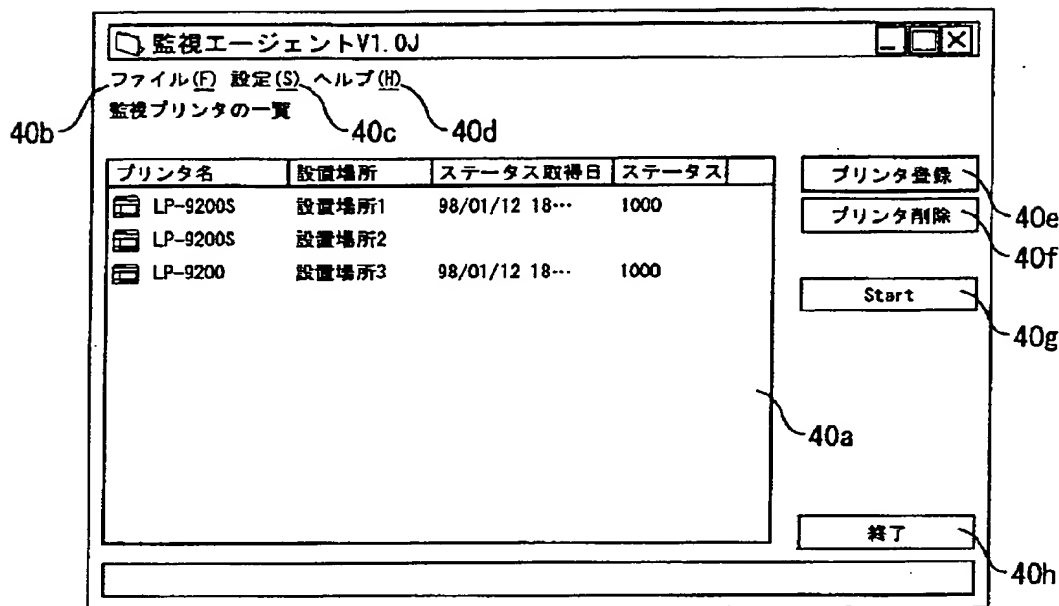 監視エージェントV1.0J
ファイル(F) 設定(S) ヘルプ(H)
40b 40c 40d
監視プリンタの一覧
プリンタ名 設置場所 ステータス取得日 ステータス
LP-9200S 設置場所1 98/01/12 18… 1000
LP-9200S 設置場所2
LP-9200 設置場所3 98/01/12 18… 1000
プリンタ登録
40e
プリンタ削除
40f
Start
40g
40a
終了
40h